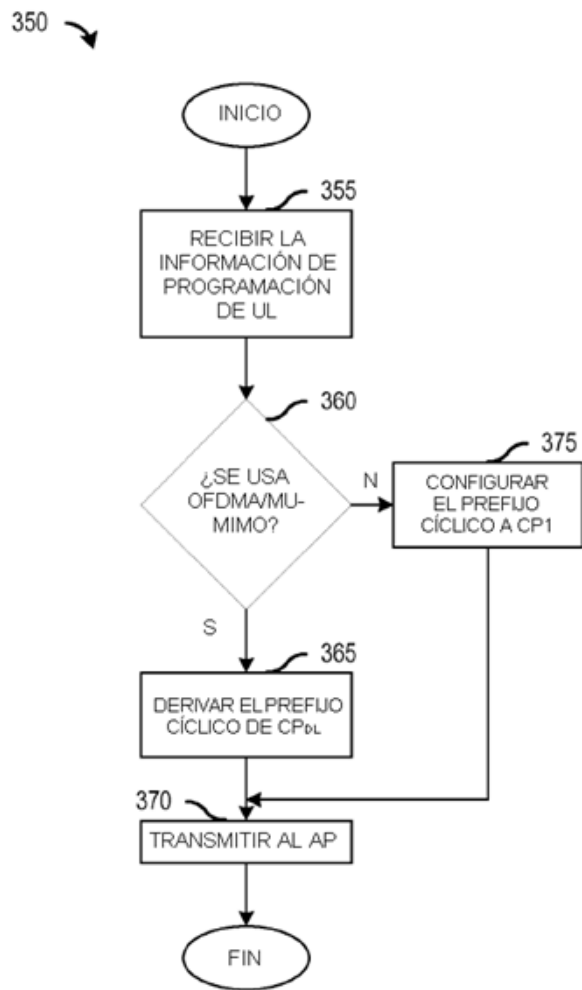 350
INICIO
355
RECIBIR LA
INFORMACIÓN DE
PROGRAMACIÓN
DE UL
360
¿SE USA
OFDMA/MU-
MIMO?
N
375
CONFIGURAR
EL PREFIJO
CÍCLICO A CP1
S
365
DERIVAR EL PREFIJO
CÍCLICO DE CPDL
370
TRANSMITIR AL AP
FIN